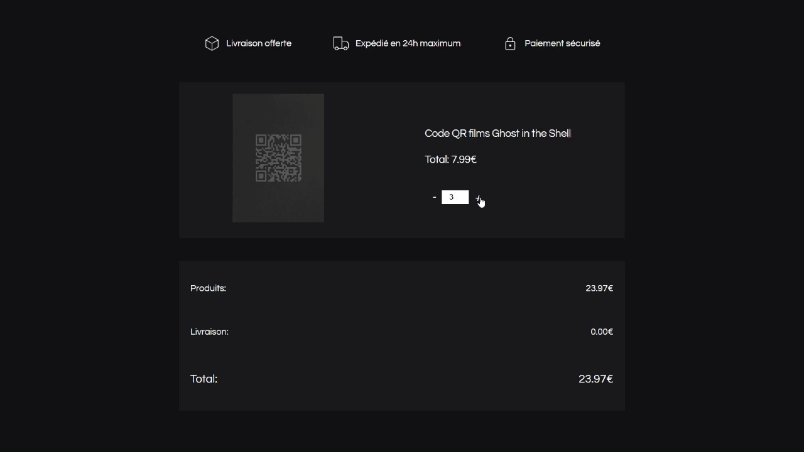 Livraison offerte
Expédié en 24h maximum
Paiement sécurisé
Code QR films Ghost in the Shell
Total: 7.99€
- 3 +
Produits: 23.97€
Livraison: 0.00€
Total: 23.97€